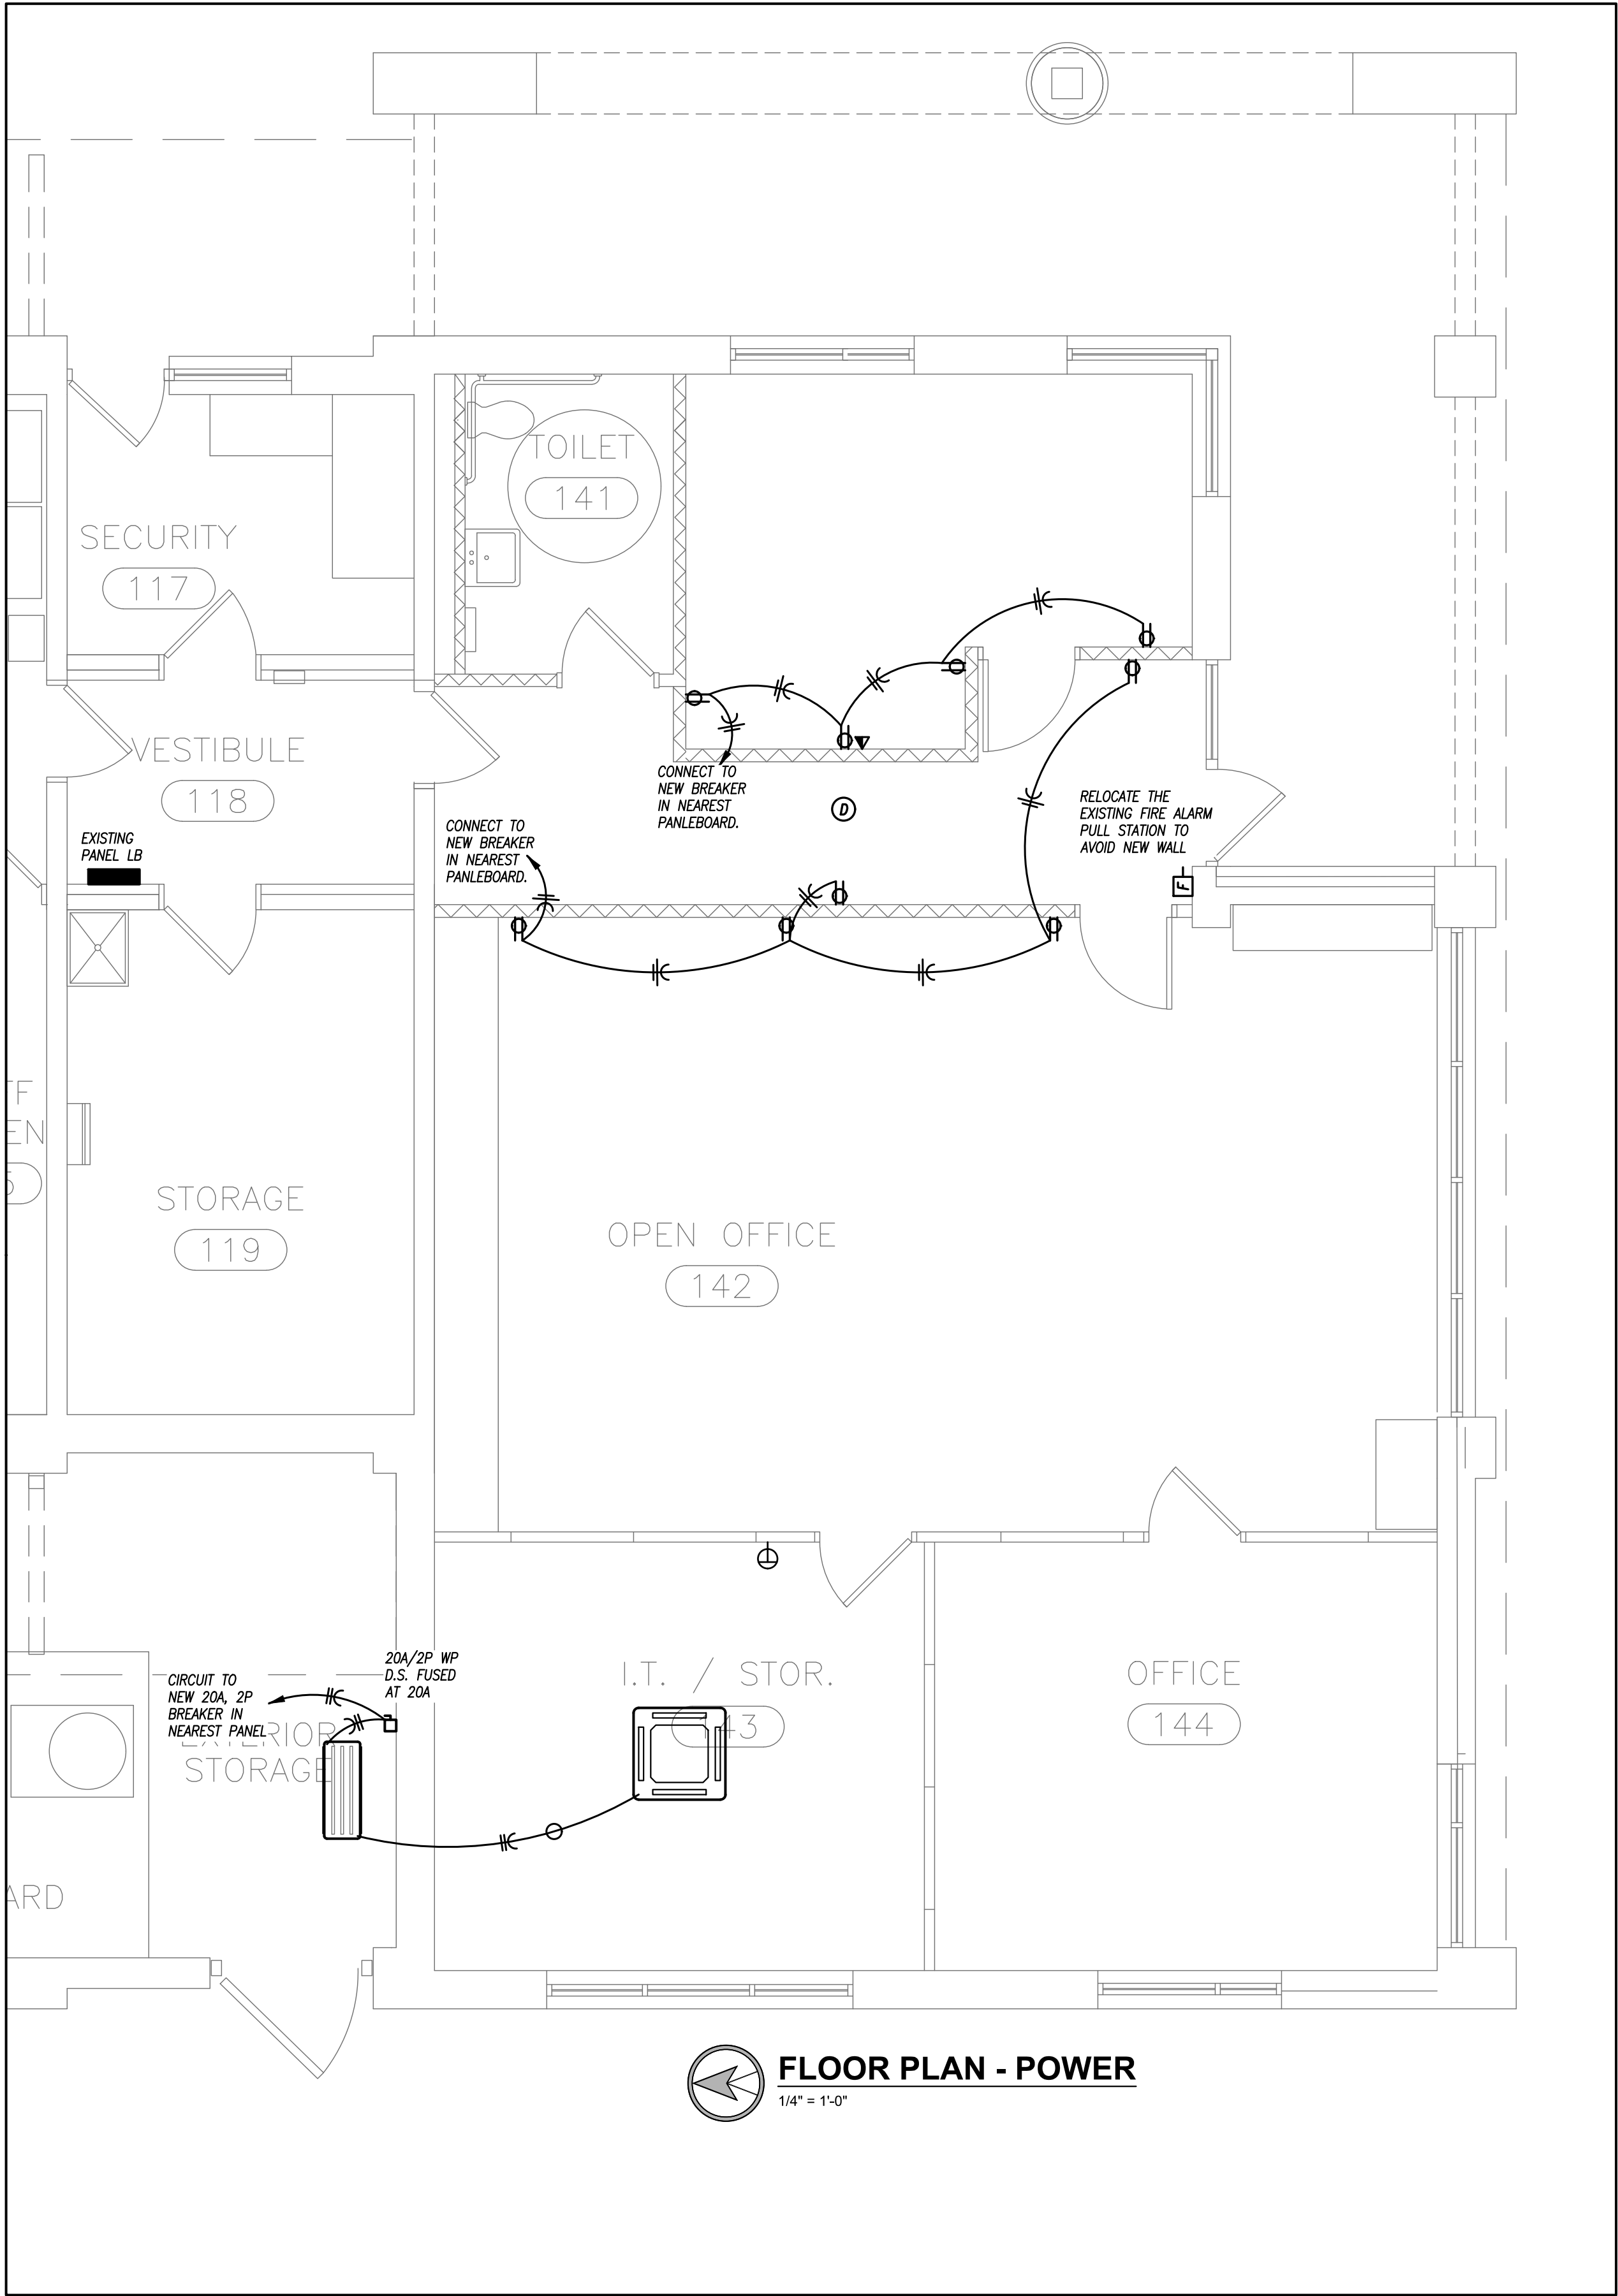 TOILET
141
SECURITY
117
VESTIBULE
118
EXISTING
PANEL LB
CONNECT TO
NEW BREAKER
IN NEAREST
PANLEBOARD.
CONNECT TO
NEW BREAKER
IN NEAREST
PANLEBOARD.
D
RELOCATE THE
EXISTING FIRE ALARM
PULL STATION TO
AVOID NEW WALL
F
STORAGE
119
OPEN OFFICE
142
20A/2P WP
D.S. FUSED
AT 20A
CIRCUIT TO
NEW 20A, 2P
BREAKER IN
NEAREST PANEL
STORAGE
I.T. / STOR.
143
OFFICE
144
ARD
FLOOR PLAN - POWER
1/4" = 1'-0"